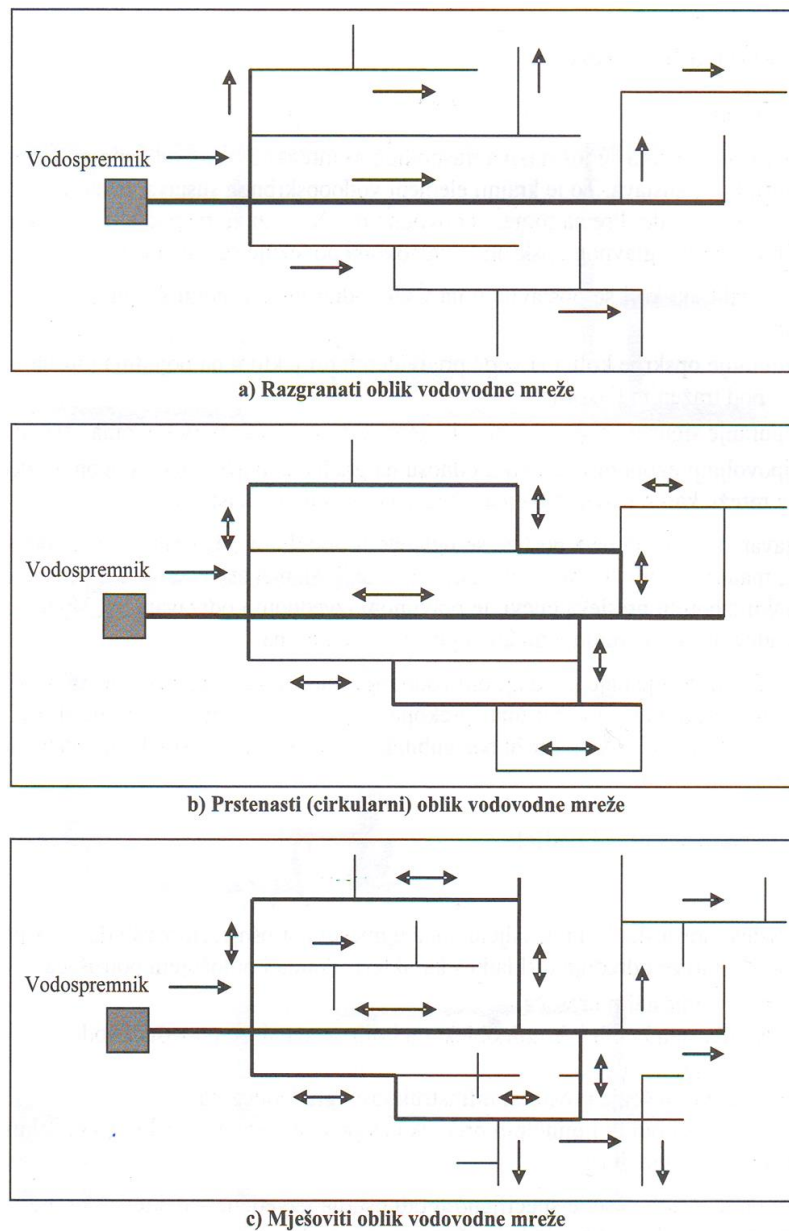 Vodospremnik
a) Razgranati oblik vodovodne mreže
Vodospremnik
b) Prstenasti (cirkularni) oblik vodovodne mreže
Vodospremnik
c) Mješoviti oblik vodovodne mreže